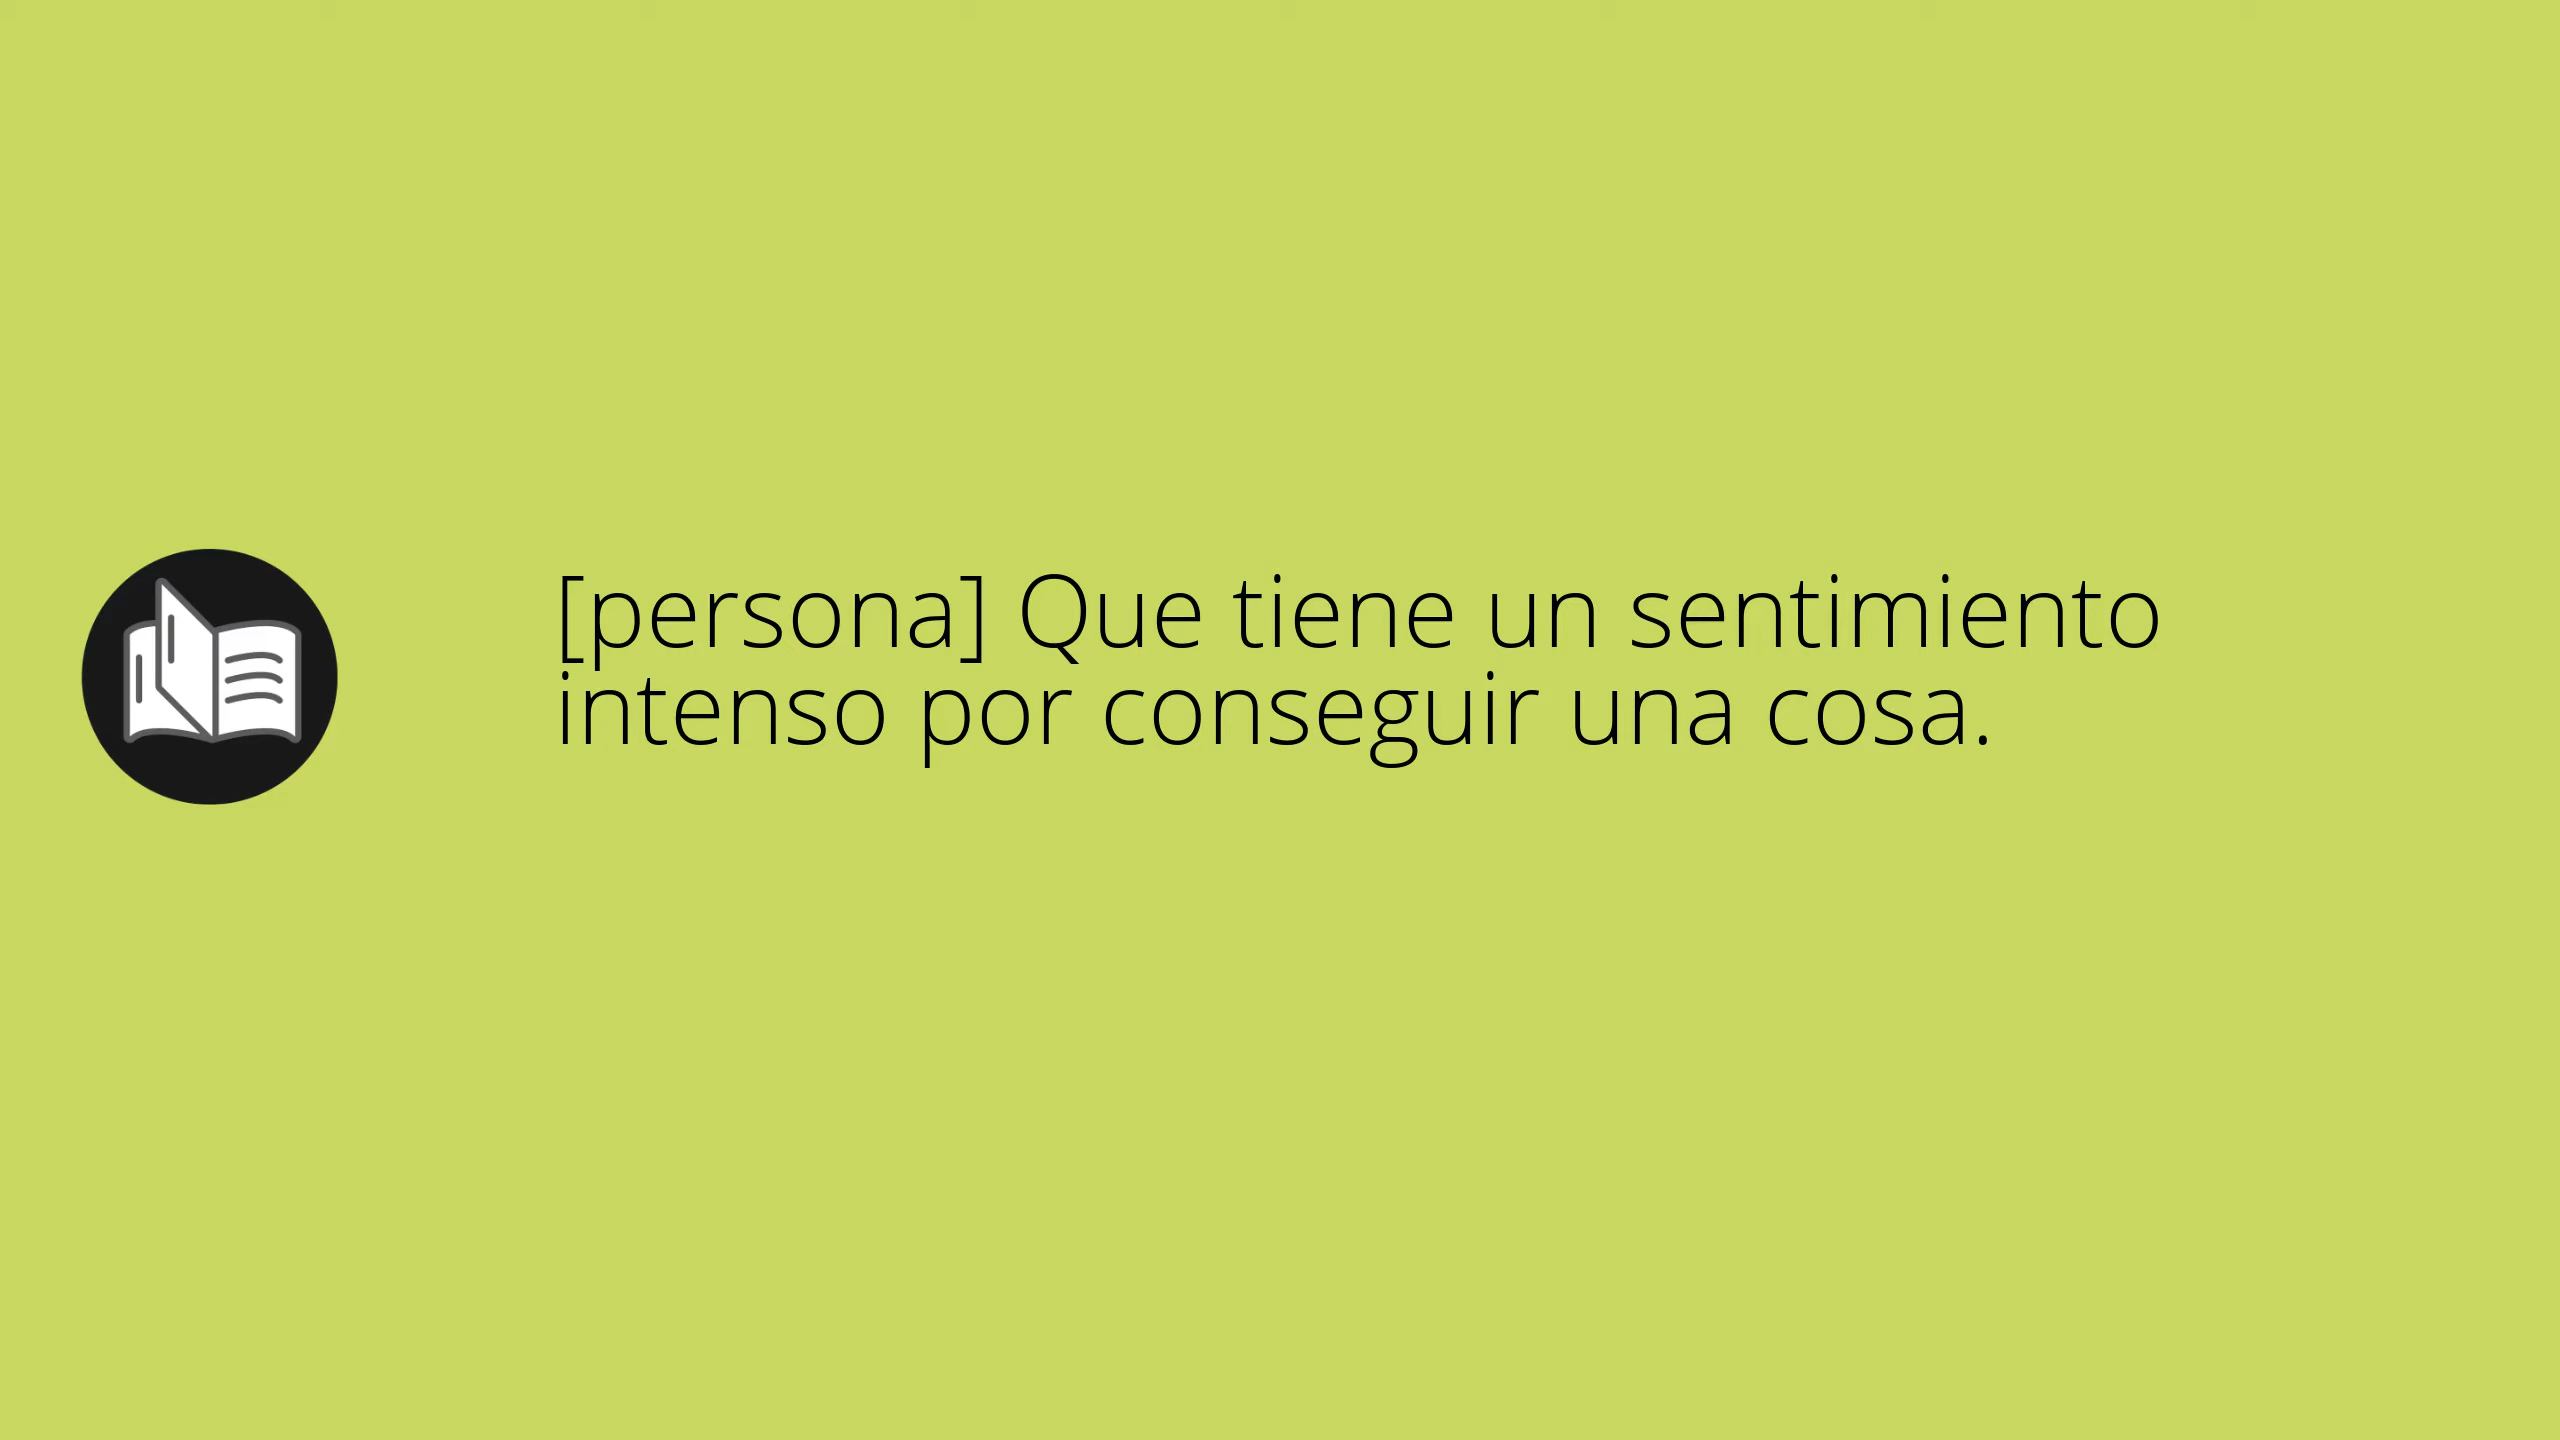 [persona] Que tiene un sentimiento
intenso por conseguir una cosa.